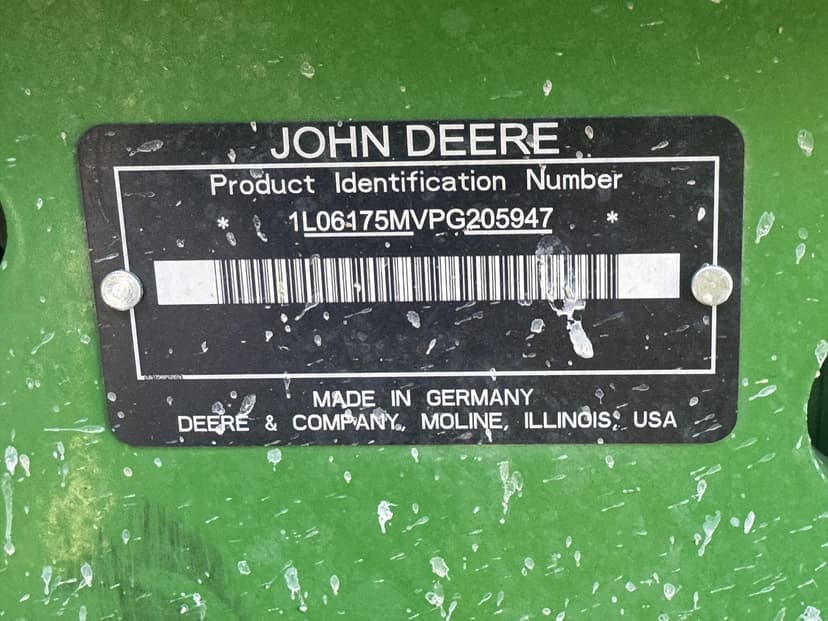 JOHN DEERE
Product Identification Number
* 1L06175MVPG205947 *
MADE IN GERMANY
DEERE & COMPANY, MOLINE, ILLINOIS, USA